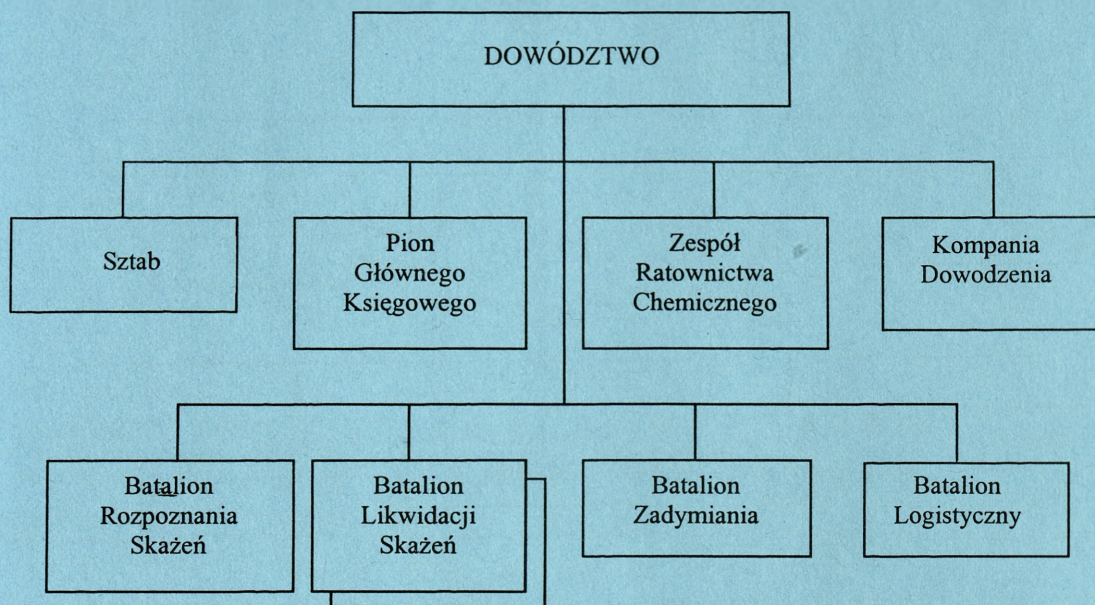 DOWÓDZTWO
Sztab
Pion
Głównego
Księgowego
Zespół
Ratownictwa
Chemicznego
Kompania
Dowodzenia
Batalion
Rozpoznania
Skażeń
Batalion
Likwidacji
Skażeń
Batalion
Zadymiania
Batalion
Logistyczny